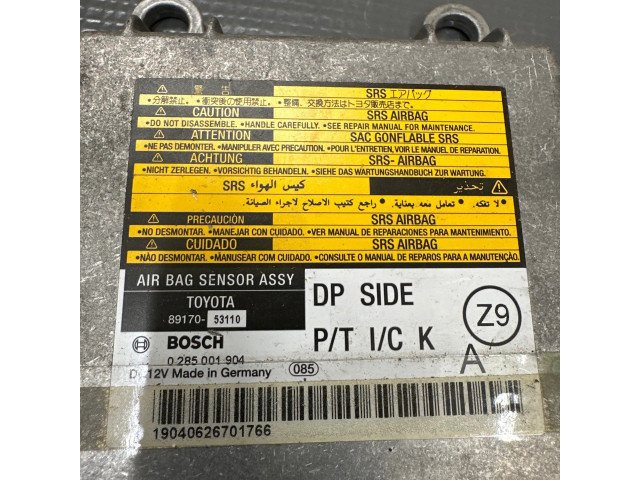 警告 SRS エアバッグ
•分解禁止。 •衝突後の使用禁止。 •整備、交換方法はトヨタ販売店まで。
CAUTION SRS AIRBAG
•DO NOT DISASSEMBLE. •HANDLE CAREFULLY. •SEE REPAIR MANUAL FOR MAINTENANCE.
ATTENTION SAC GONFLABLE SRS
•NE PAS DEMONTER. •MANIPULER AVEC PRECAUTION. •POUR L'ENTRETIEN, VOIR LE MANUEL DE REPARATION.
ACHTUNG SRS- AIRBAG
•NICHT ZERLEGEN. •VORSICHTIG BEHANDELN. •SIEHE DAS WARTUNGSHANDBUCH ZUR WARTUNG.
تحذير كيس الهواء SRS
•لا تفكه. •تعامل معه بعناية. •راجع كتيب الاصلاح لاجراء الصيانة.
PRECAUCIÓN SRS AIRBAG
•NO DESMONTAR. •MANEJAR CON CUIDADO. •VER MANUAL DE REPARACIONES PARA MANTENIMIENTO.
CUIDADO SRS AIRBAG
•NÃO DESMONTAR. •MANUSEAR COM CUIDADO. •CONSULTE O MANUAL DE REPAROS PARA A MANUTENÇÃO.
AIR BAG SENSOR ASSY
TOYOTA
89170- 53110
DP SIDE
P/T I/C K
Z9
A
BOSCH
0 285 001 904
DC12V Made in Germany
085
19040626701766